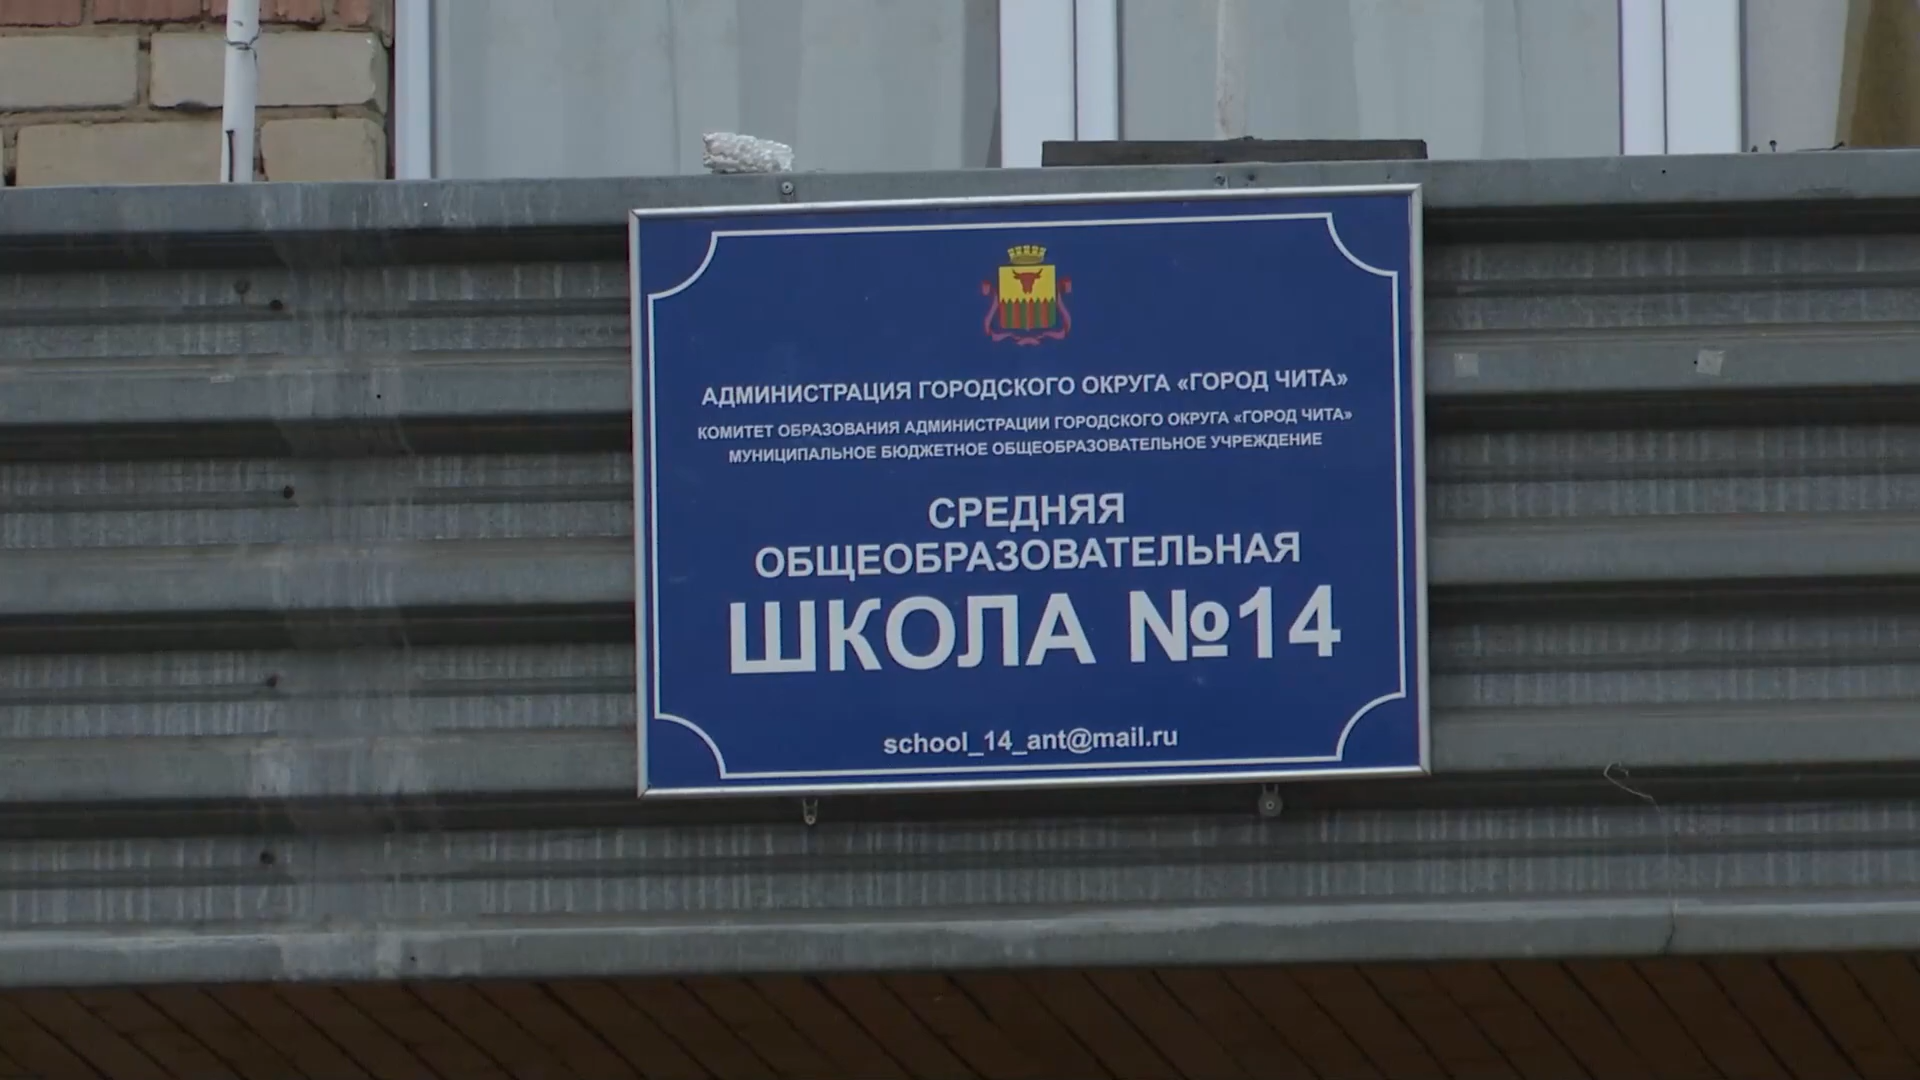 АДМИНИСТРАЦИЯ ГОРОДСКОГО ОКРУГА «ГОРОД ЧИТА»
КОМИТЕТ ОБРАЗОВАНИЯ АДМИНИСТРАЦИИ ГОРОДСКОГО ОКРУГА «ГОРОД ЧИТА»
МУНИЦИПАЛЬНОЕ БЮДЖЕТНОЕ ОБЩЕОБРАЗОВАТЕЛЬНОЕ УЧРЕЖДЕНИЕ
СРЕДНЯЯ
ОБЩЕОБРАЗОВАТЕЛЬНАЯ
ШКОЛА №14
school_14_ant@mail.ru